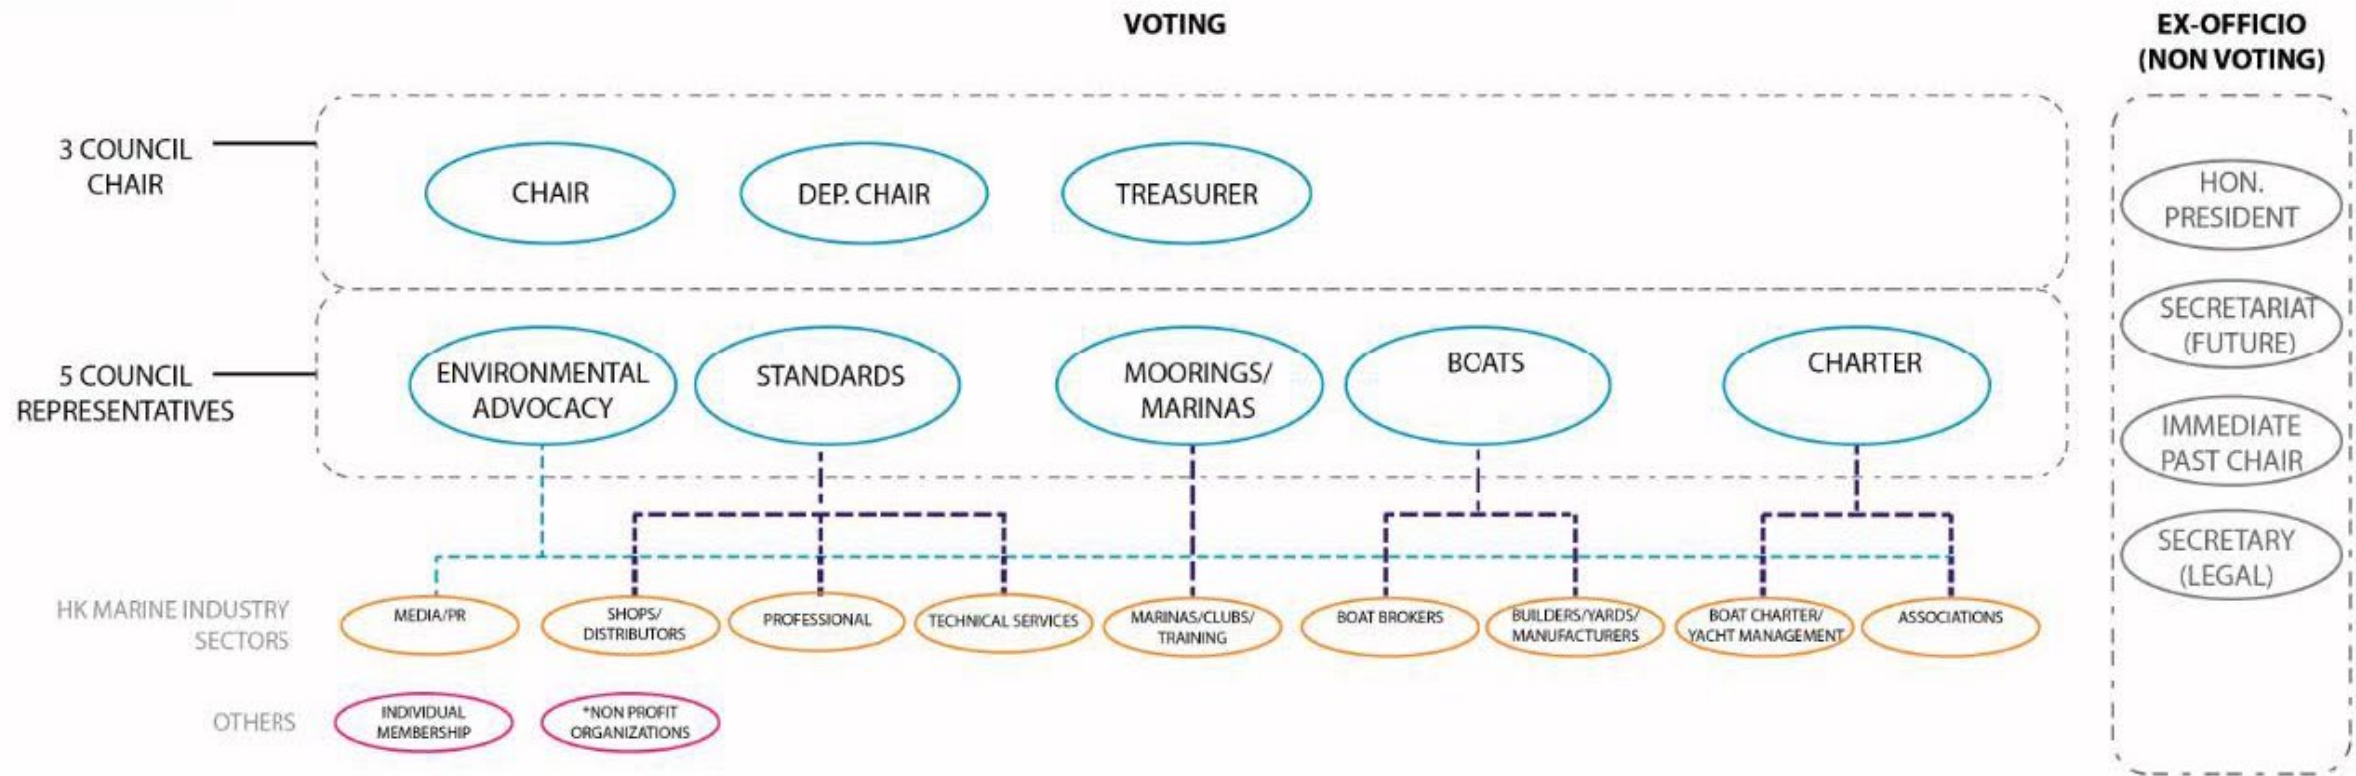 VOTING
EX-OFFICIO
(NON VOTING)
3 COUNCIL
CHAIR
CHAIR
DEP. CHAIR
TREASURER
HON.
PRESIDENT
SECRETARIAT
(FUTURE)
5 COUNCIL
REPRESENTATIVES
ENVIRONMENTAL
ADVOCACY
STANDARDS
MOORINGS/
MARINAS
BOATS
CHARTER
IMMEDIATE
PAST CHAIR
SECRETARY
(LEGAL)
HK MARINE INDUSTRY
SECTORS
MEDIA/PR
SHOPS/
DISTRIBUTORS
PROFESSIONAL
TECHNICAL SERVICES
MARINAS/CLUBS/
TRAINING
BOAT BROKERS
BUILDERS/YARDS/
MANUFACTURERS
BOAT CHARTER/
YACHT MANAGEMENT
ASSOCIATIONS
OTHERS
INDIVIDUAL
MEMBERSHIP
*NON PROFIT
ORGANIZATIONS